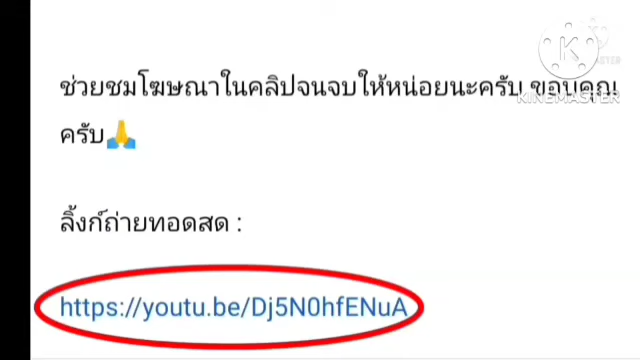 ช่วยชมโฆษณาในคลิปจนจบให้หน่อยนะครับ ขอบคุณ
ครับ🙏
ลิ้งก์ถ่ายทอดสด :
https://youtu.be/Dj5N0hfENuA
K
KINEMASTER